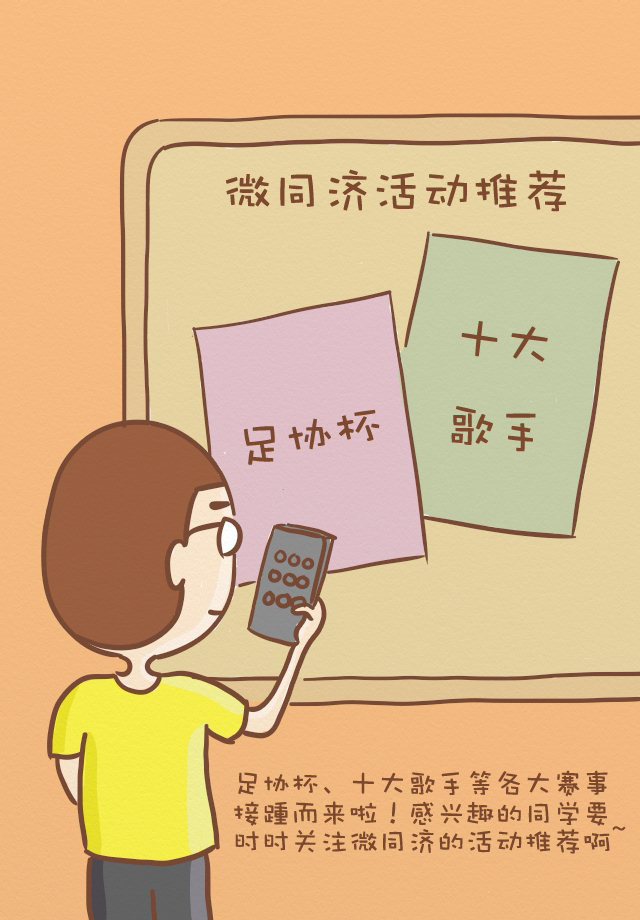 微同济活动推荐
足协杯
十大
歌手
足协杯、十大歌手等各大赛事
接踵而来啦！感兴趣的同学要
时时关注微同济的活动推荐啊~